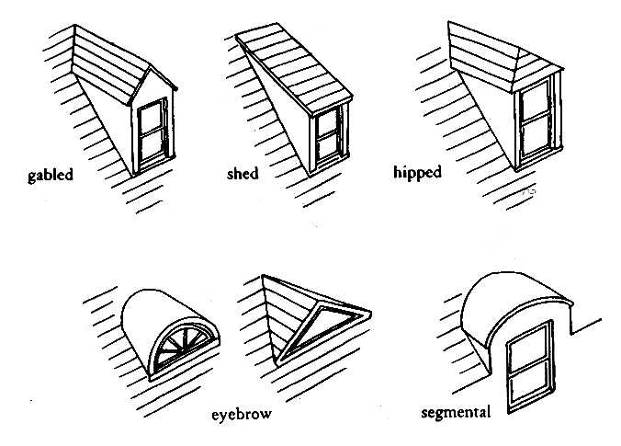 gabled
shed
hipped
eyebrow
segmental